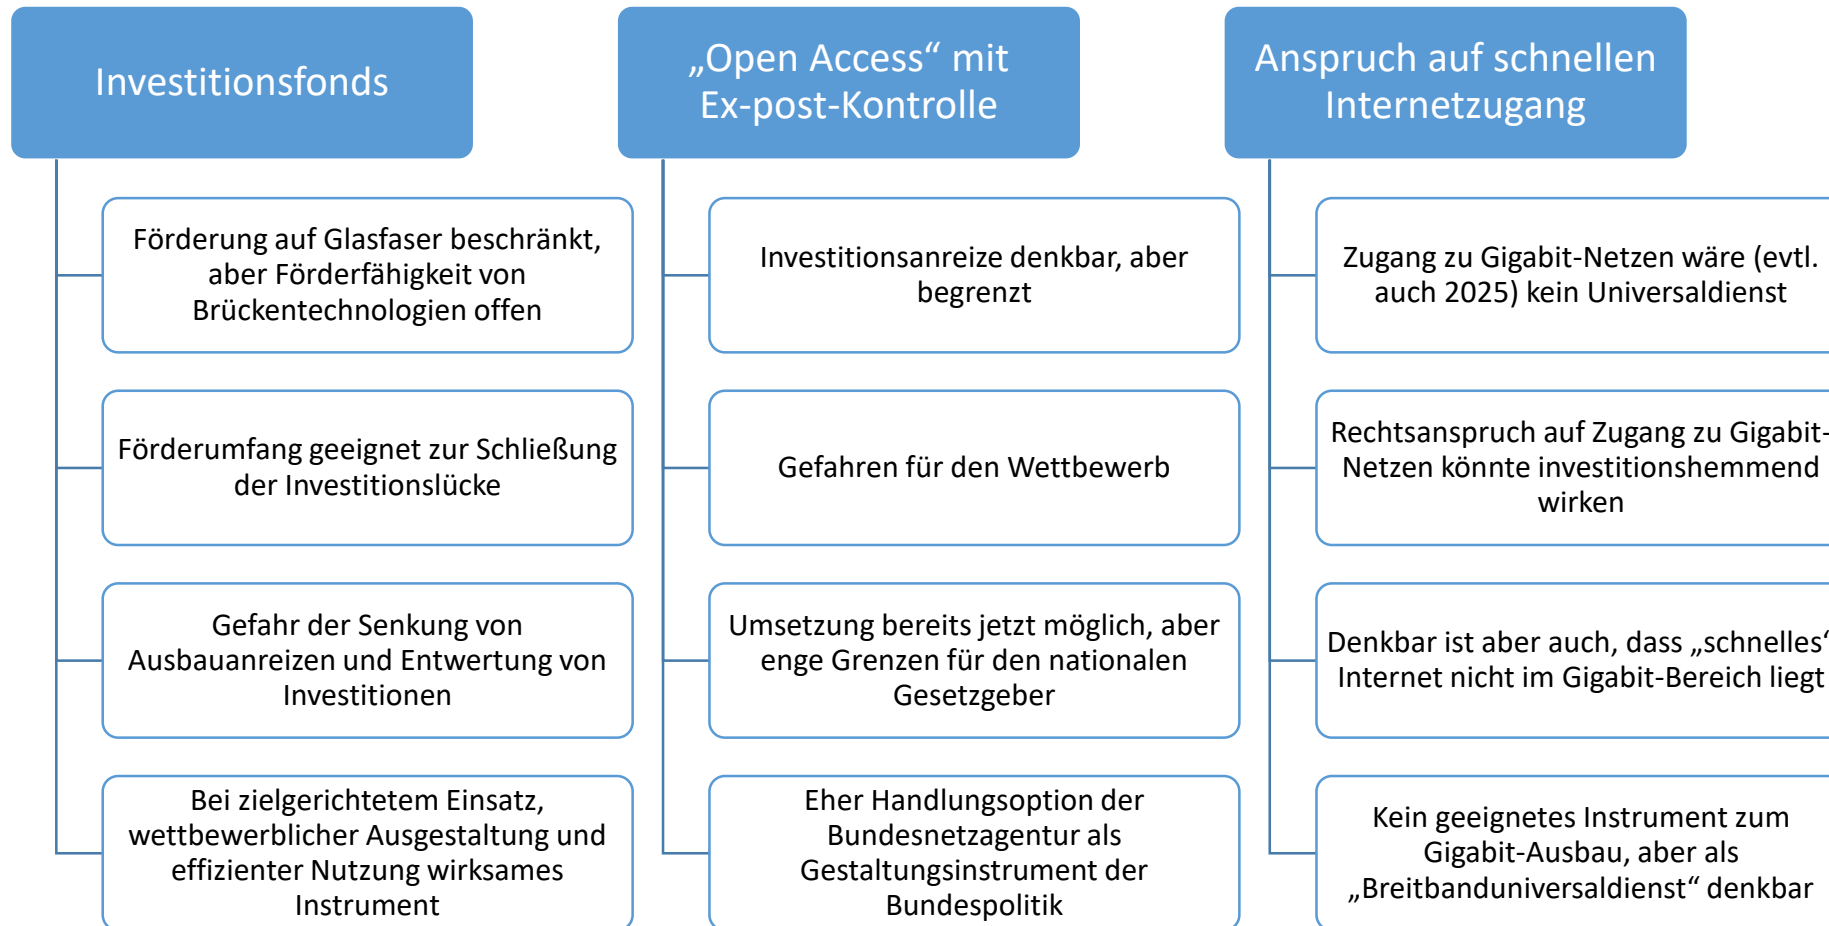 Investitionsfonds
Förderung auf Glasfaser beschränkt,
aber Förderfähigkeit von
Brückentechnologien offen
Förderumfang geeignet zur Schließung
der Investitionslücke
Gefahr der Senkung von
Ausbauanreizen und Entwertung von
Investitionen
Bei zielgerichtetem Einsatz,
wettbewerblicher Ausgestaltung und
effizienter Nutzung wirksames
Instrument
„Open Access“ mit
Ex-post-Kontrolle
Investitionsanreize denkbar, aber
begrenzt
Gefahren für den Wettbewerb
Umsetzung bereits jetzt möglich, aber
enge Grenzen für den nationalen
Gesetzgeber
Eher Handlungsoption der
Bundesnetzagentur als
Gestaltungsinstrument der
Bundespolitik
Anspruch auf schnellen
Internetzugang
Zugang zu Gigabit-Netzen wäre (evtl.
auch 2025) kein Universaldienst
Rechtsanspruch auf Zugang zu Gigabit-
Netzen könnte investitionshemmend
wirken
Denkbar ist aber auch, dass „schnelles“
Internet nicht im Gigabit-Bereich liegt
Kein geeignetes Instrument zum
Gigabit-Ausbau, aber als
„Breitbanduniversaldienst“ denkbar